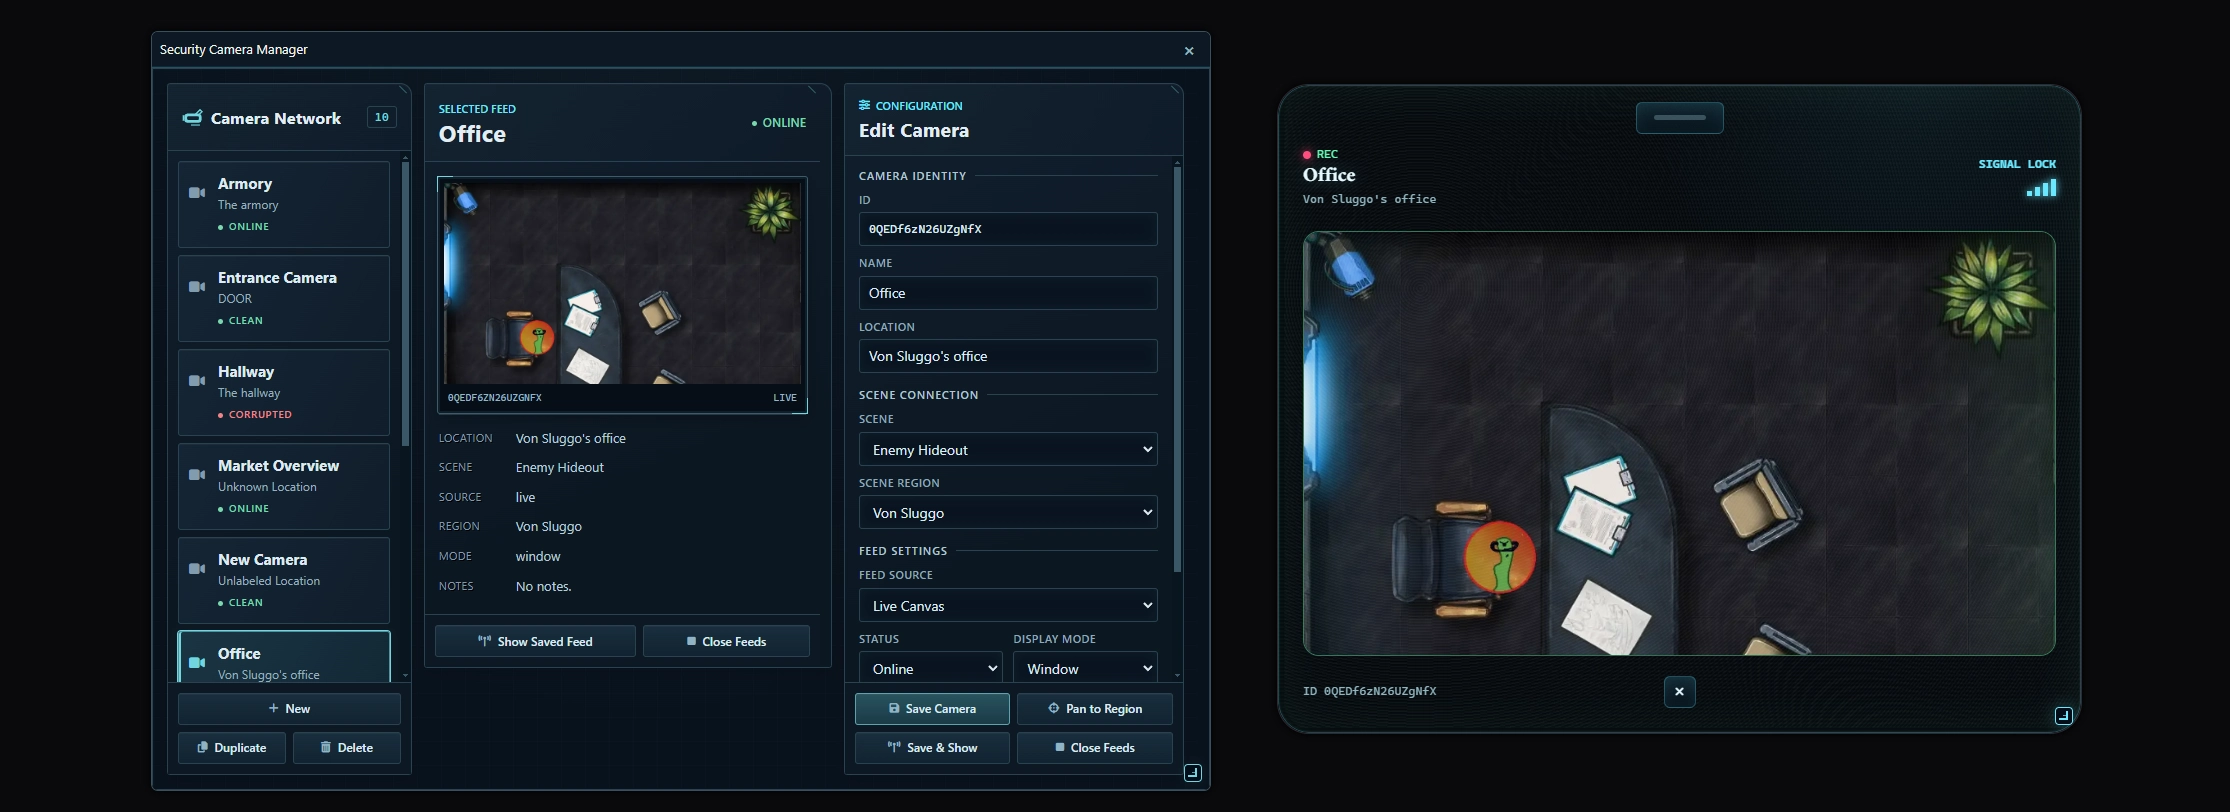 Security Camera Manager
Camera Network
10
Armory
The armory
ONLINE
Entrance Camera
DOOR
CLEAN
Hallway
The hallway
CORRUPTED
Market Overview
Unknown Location
ONLINE
New Camera
Unlabeled Location
CLEAN
Office
Von Sluggo's office
+ New
Duplicate
Delete
SELECTED FEED
Office
ONLINE
0QEDF6ZN26UZGNFX
LIVE
LOCATION Von Sluggo's office
SCENE Enemy Hideout
SOURCE live
REGION Von Sluggo
MODE window
NOTES No notes.
Show Saved Feed
Close Feeds
CONFIGURATION
Edit Camera
CAMERA IDENTITY
ID
0QEDf6zN26UZgNfX
NAME
Office
LOCATION
Von Sluggo's office
SCENE CONNECTION
SCENE
Enemy Hideout
SCENE REGION
Von Sluggo
FEED SETTINGS
FEED SOURCE
Live Canvas
STATUS DISPLAY MODE
Online Window
Save Camera
Pan to Region
Save & Show
Close Feeds
REC
Office
Von Sluggo's office
SIGNAL LOCK
ID 0QEDf6zN26UZgNfX